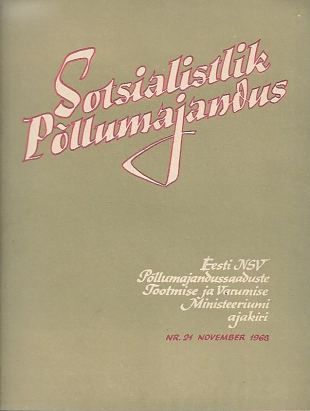 Sotsialistlik
Põllumajandus
Eesti NSV
Põllumajandussaaduste
Tootmise ja Varumise
Ministeeriumi
ajakiri
NR. 21 NOVEMBER 1963